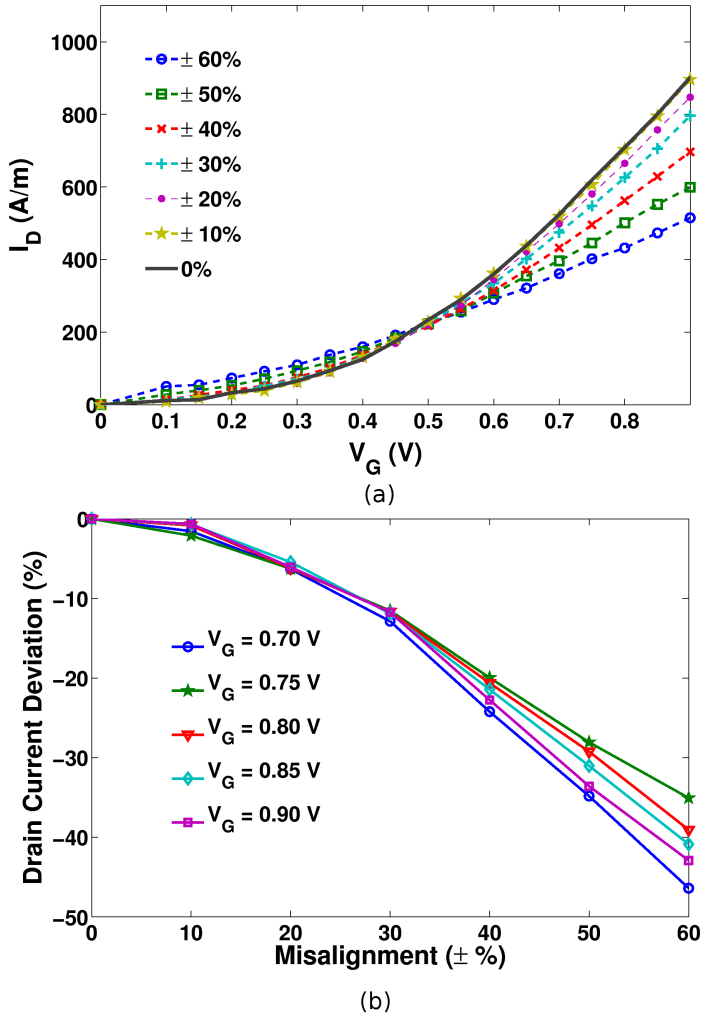 1000
800
600
400
200
0
I_D (A/m)
± 60%
± 50%
± 40%
± 30%
± 20%
± 10%
0%
0 0.1 0.2 0.3 0.4 0.5 0.6 0.7 0.8
V_G (V)
(a)
0
−10
−20
−30
−40
−50
Drain Current Deviation (%)
V_G = 0.70 V
V_G = 0.75 V
V_G = 0.80 V
V_G = 0.85 V
V_G = 0.90 V
0 10 20 30 40 50 60
Misalignment (± %)
(b)